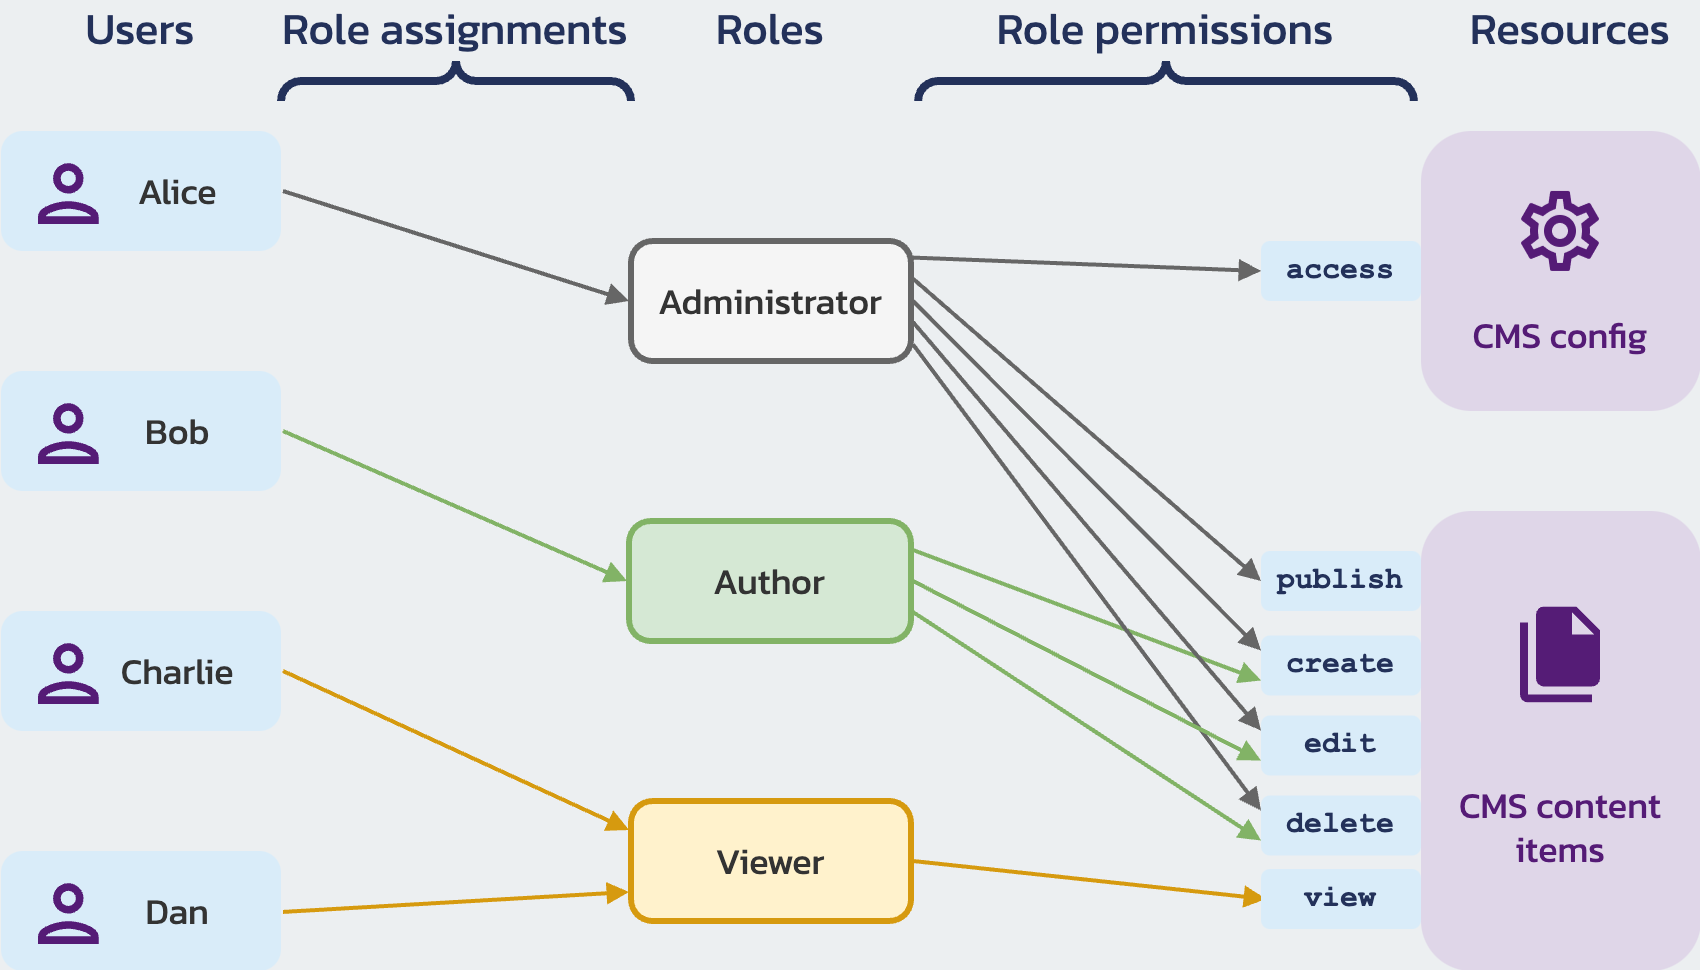 Users
Role assignments
Roles
Role permissions
Resources
Alice
Bob
Charlie
Dan
Administrator
Author
Viewer
access
publish
create
edit
delete
view
CMS config
CMS content
items